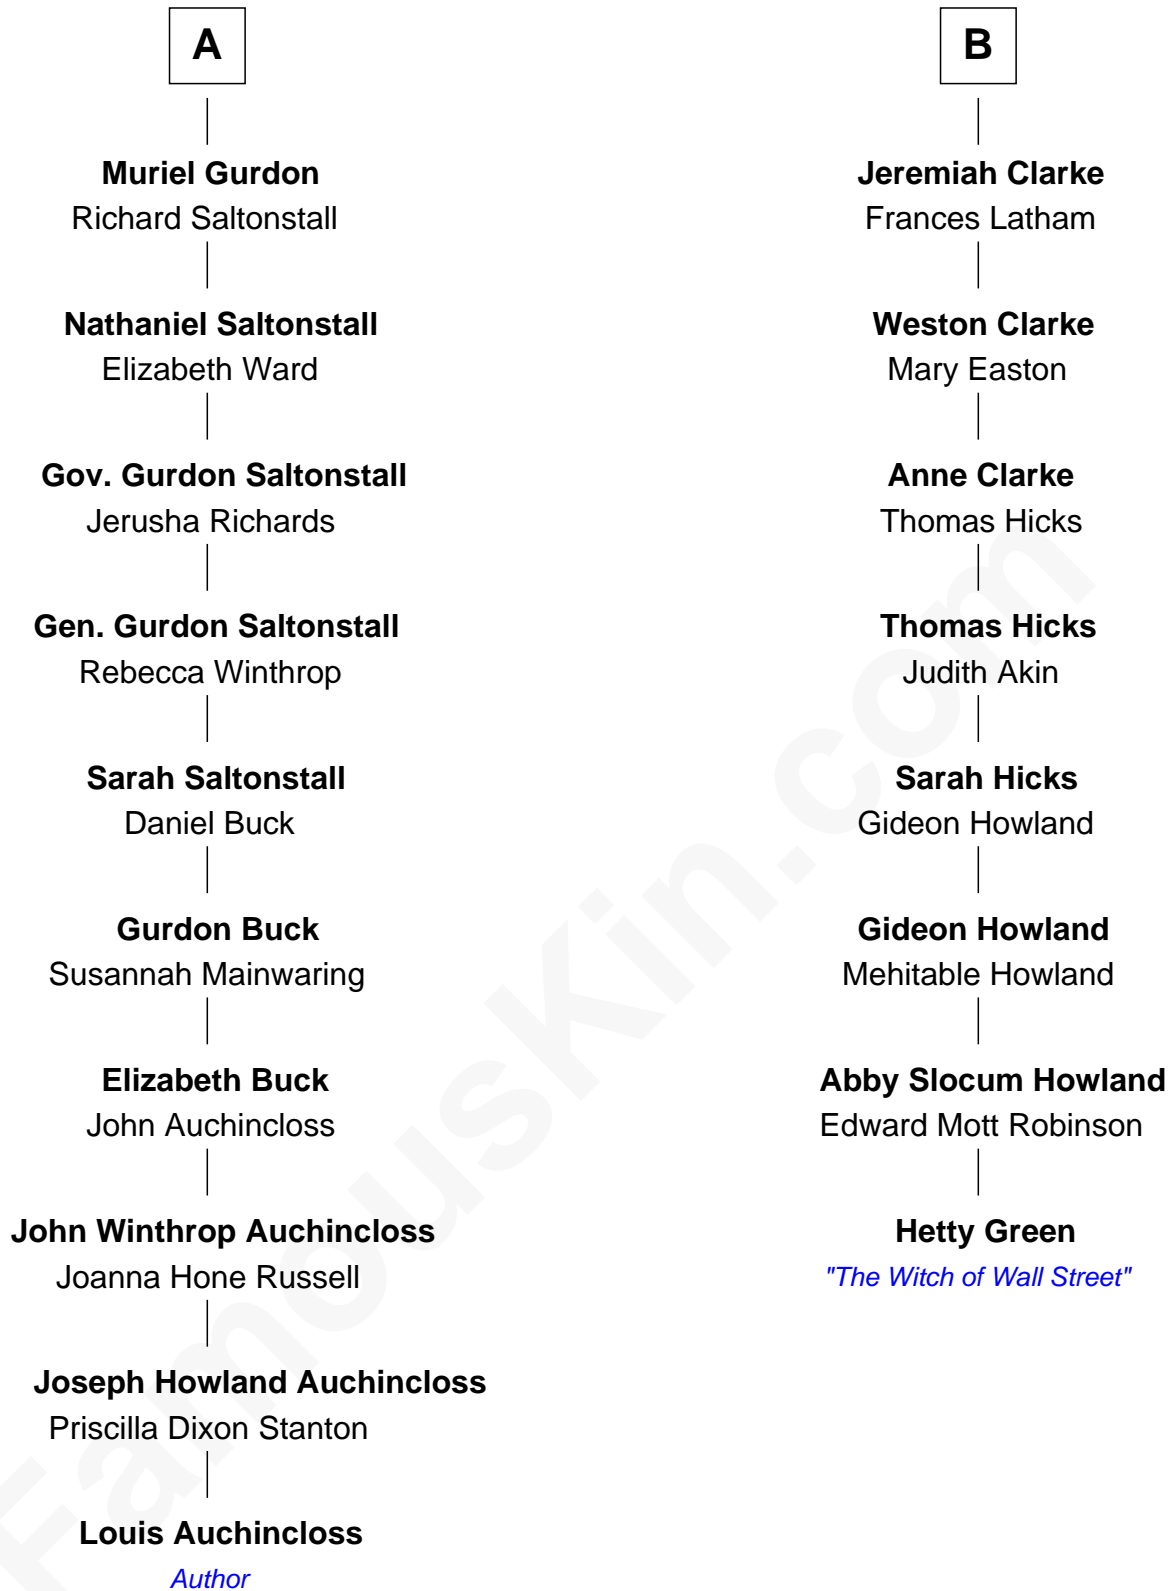 A
Muriel Gurdon
Richard Saltonstall
Nathaniel Saltonstall
Elizabeth Ward
Gov. Gurdon Saltonstall
Jerusha Richards
Gen. Gurdon Saltonstall
Rebecca Winthrop
Sarah Saltonstall
Daniel Buck
Gurdon Buck
Susannah Mainwaring
Elizabeth Buck
John Auchincloss
John Winthrop Auchincloss
Joanna Hone Russell
Joseph Howland Auchincloss
Priscilla Dixon Stanton
Louis Auchincloss
Author
B
Jeremiah Clarke
Frances Latham
Weston Clarke
Mary Easton
Anne Clarke
Thomas Hicks
Thomas Hicks
Judith Akin
Sarah Hicks
Gideon Howland
Gideon Howland
Mehitable Howland
Abby Slocum Howland
Edward Mott Robinson
Hetty Green
"The Witch of Wall Street"
FamousKin.com